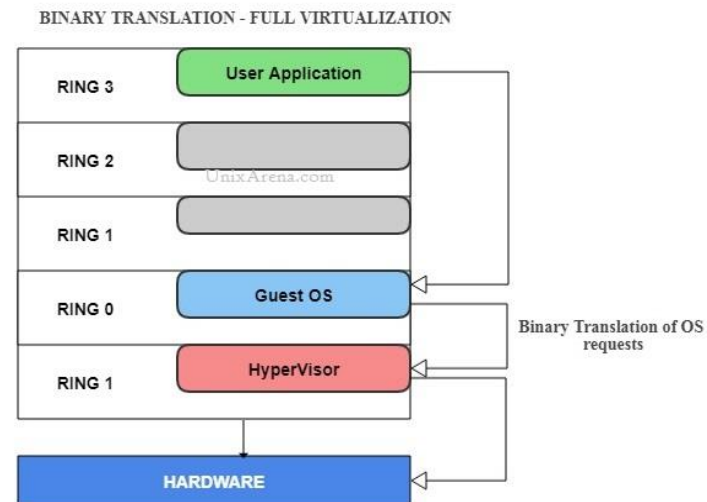 BINARY TRANSLATION - FULL VIRTUALIZATION
RING 3
User Application
RING 2
UnixArena.com
RING 1
RING 0
Guest OS
Binary Translation of OS
requests
RING 1
HyperVisor
HARDWARE